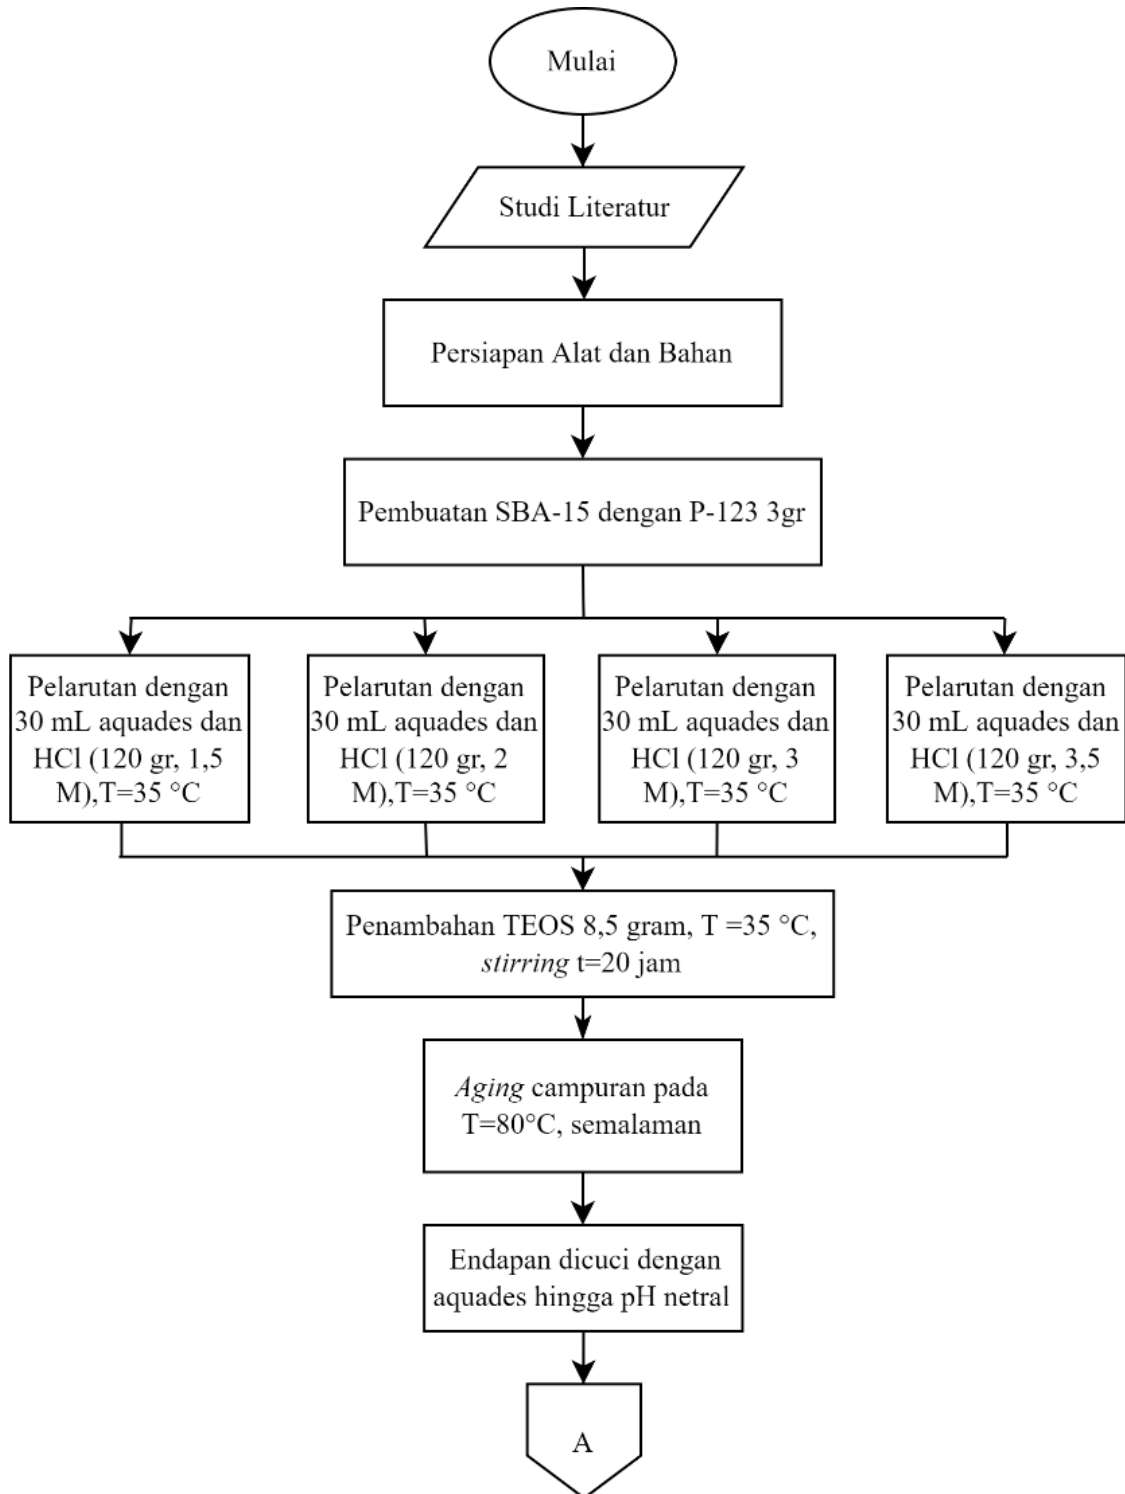 Mulai
Studi Literatur
Persiapan Alat dan Bahan
Pembuatan SBA-15 dengan P-123 3gr
Pelarutan dengan
30 mL aquades dan
HCl (120 gr, 1,5
M),T=35 °C
Pelarutan dengan
30 mL aquades dan
HCl (120 gr, 2
M),T=35 °C
Pelarutan dengan
30 mL aquades dan
HCl (120 gr, 3
M),T=35 °C
Pelarutan dengan
30 mL aquades dan
HCl (120 gr, 3,5
M),T=35 °C
Penambahan TEOS 8,5 gram, T =35 °C,
stirring t=20 jam
Aging campuran pada
T=80°C, semalaman
Endapan dicuci dengan
aquades hingga pH netral
A